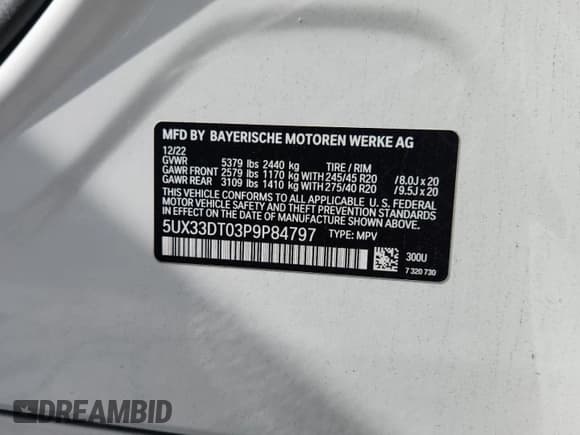 MFD BY BAYERISCHE MOTOREN WERKE AG
12/22
GVWR 5379 lbs 2440 kg TIRE / RIM
GAWR FRONT 2579 lbs 1170 kg WITH 245/45 R20 /8.0J x 20
GAWR REAR 3109 lbs 1410 kg WITH 275/40 R20 /9.5J x 20
THIS VEHICLE CONFORMS TO ALL APPLICABLE U.S. FEDERAL
MOTOR VEHICLE SAFETY AND THEFT PREVENTION STANDARDS
IN EFFECT ON THE DATE OF MANUFACTURE SHOWN ABOVE.
5UX33DT03P9P84797 TYPE: MPV
300U
7 320 730
DREAMBID